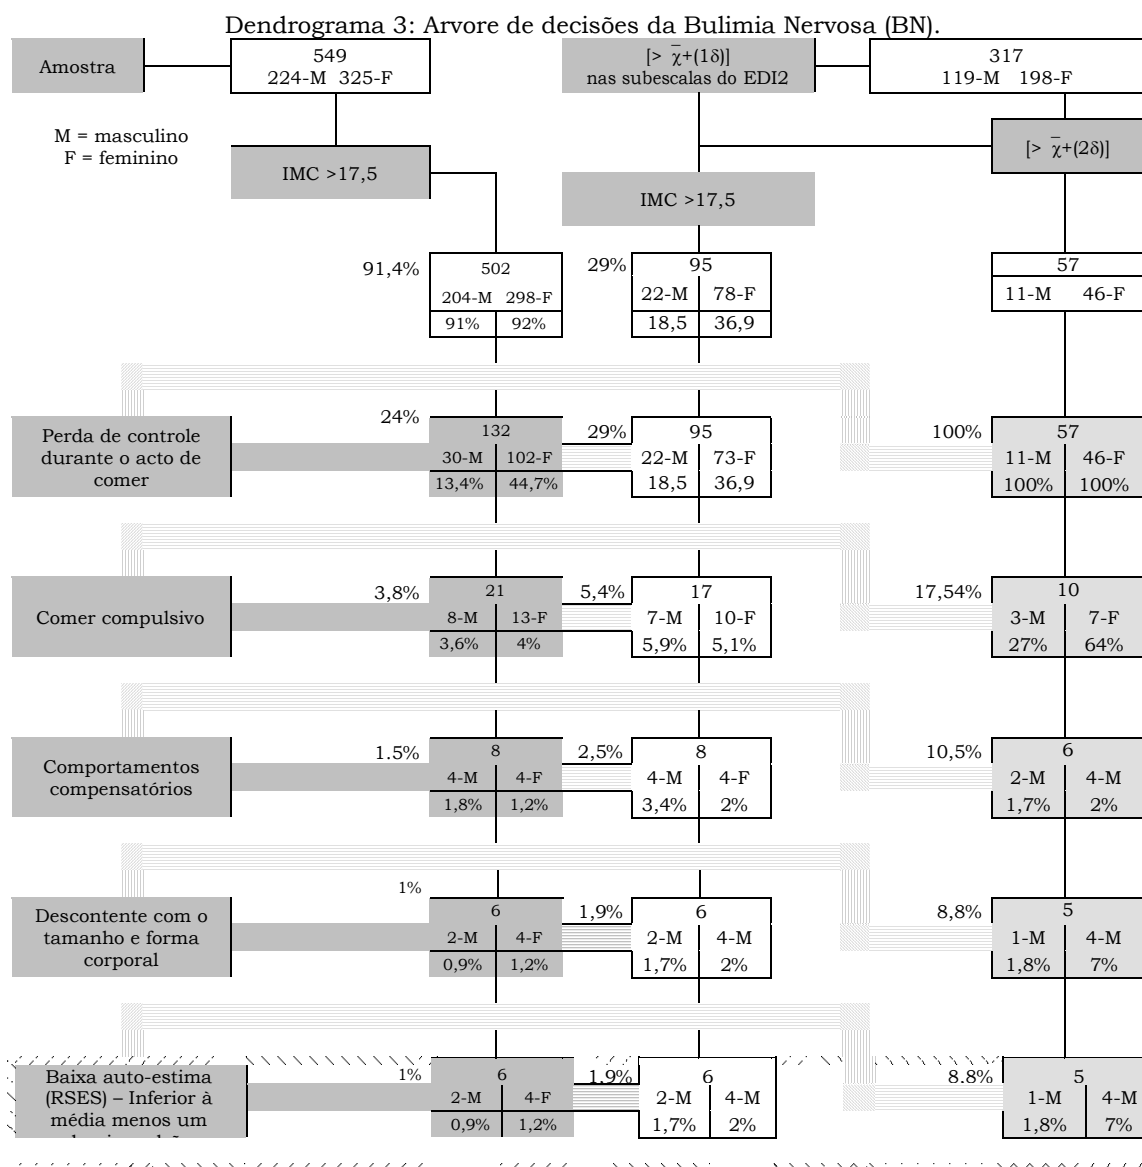 Dendrograma 3: Arvore de decisões da Bulimia Nervosa (BN).
Amostra
549
224-M 325-F
[> χ̅+(1δ)]
nas subescalas do EDI2
317
119-M 198-F
M = masculino
F = feminino
IMC >17,5
IMC >17,5
[> χ̅+(2δ)]
91,4%
502
204-M 298-F
91% 92%
29%
95
22-M 78-F
18,5 36,9
57
11-M 46-F
Perda de controle
durante o acto de
comer
24%
132
30-M 102-F
13,4% 44,7%
29%
95
22-M 73-F
18,5 36,9
100%
57
11-M 46-F
100% 100%
Comer compulsivo
3,8%
21
8-M 13-F
3,6% 4%
5,4%
17
7-M 10-F
5,9% 5,1%
17,54%
10
3-M 7-F
27% 64%
Comportamentos
compensatórios
1.5%
8
4-M 4-F
1,8% 1,2%
2,5%
8
4-M 4-F
3,4% 2%
10,5%
6
2-M 4-M
1,7% 2%
Descontente com o
tamanho e forma
corporal
1%
6
2-M 4-F
0,9% 1,2%
1,9%
6
2-M 4-M
1,7% 2%
8,8%
5
1-M 4-M
1,8% 7%
Baixa auto-estima
(RSES) – Inferior à
média menos um
1%
6
2-M 4-F
0,9% 1,2%
1,9%
6
2-M 4-M
1,7% 2%
8.8%
5
1-M 4-M
1,8% 7%